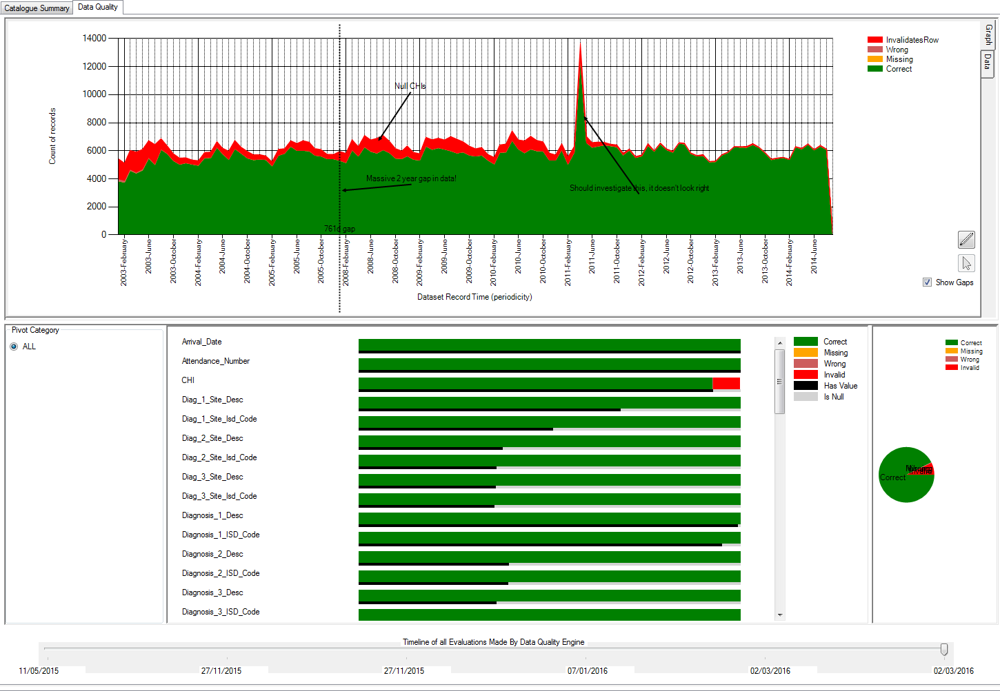 Catalogue Summary
Data Quality
14000
12000
10000
8000
6000
4000
2000
0
Count of records
Null CHIs
Massive 2 year gap in data!
Should investigate this, it doesn't look right
761d gap
2003-February
2003-June
2003-October
2004-February
2004-June
2004-October
2005-February
2005-June
2005-October
2008-February
2008-June
2008-October
2009-February
2009-June
2009-October
2010-February
2010-June
2010-October
2011-February
2011-June
2011-October
2012-February
2012-June
2012-October
2013-February
2013-June
2013-October
2014-February
2014-June
Dataset Record Time (periodicity)
InvalidatesRow
Wrong
Missing
Correct
Graph
Data
Show Gaps
Pivot Category
ALL
Arrival_Date
Attendance_Number
CHI
Diag_1_Site_Desc
Diag_1_Site_Isd_Code
Diag_2_Site_Desc
Diag_2_Site_Isd_Code
Diag_3_Site_Desc
Diag_3_Site_Isd_Code
Diagnosis_1_Desc
Diagnosis_1_ISD_Code
Diagnosis_2_Desc
Diagnosis_2_ISD_Code
Diagnosis_3_Desc
Diagnosis_3_ISD_Code
Correct
Missing
Wrong
Invalid
Has Value
Is Null
Correct
Missing
Wrong
Invalid
Correct
Timeline of all Evaluations Made By Data Quality Engine
11/05/2015
27/11/2015
27/11/2015
07/01/2016
02/03/2016
02/03/2016